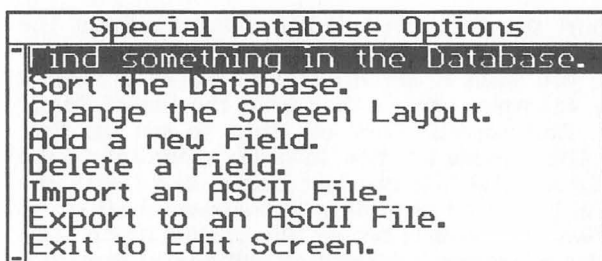 Special Database Options
Find something in the Database.
Sort the Database.
Change the Screen Layout.
Add a new Field.
Delete a Field.
Import an ASCII File.
Export to an ASCII File.
Exit to Edit Screen.